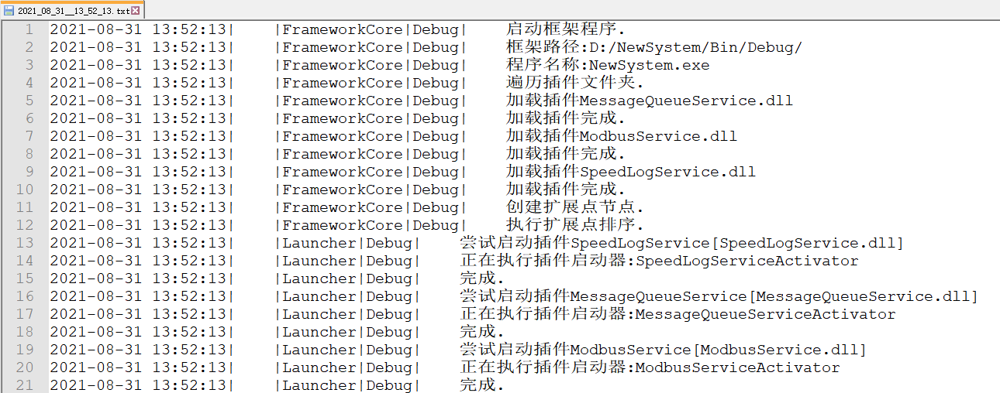 2021_08_31__13_52_13.txt
1 2021-08-31 13:52:13| |FrameworkCore|Debug| 启动框架程序.
2 2021-08-31 13:52:13| |FrameworkCore|Debug| 框架路径:D:/NewSystem/Bin/Debug/
3 2021-08-31 13:52:13| |FrameworkCore|Debug| 程序名称:NewSystem.exe
4 2021-08-31 13:52:13| |FrameworkCore|Debug| 遍历插件文件夹.
5 2021-08-31 13:52:13| |FrameworkCore|Debug| 加载插件MessageQueueService.dll
6 2021-08-31 13:52:13| |FrameworkCore|Debug| 加载插件完成.
7 2021-08-31 13:52:13| |FrameworkCore|Debug| 加载插件ModbusService.dll
8 2021-08-31 13:52:13| |FrameworkCore|Debug| 加载插件完成.
9 2021-08-31 13:52:13| |FrameworkCore|Debug| 加载插件SpeedLogService.dll
10 2021-08-31 13:52:13| |FrameworkCore|Debug| 加载插件完成.
11 2021-08-31 13:52:13| |FrameworkCore|Debug| 创建扩展点节点.
12 2021-08-31 13:52:13| |FrameworkCore|Debug| 执行扩展点排序.
13 2021-08-31 13:52:13| |Launcher|Debug| 尝试启动插件SpeedLogService[SpeedLogService.dll]
14 2021-08-31 13:52:13| |Launcher|Debug| 正在执行插件启动器:SpeedLogServiceActivator
15 2021-08-31 13:52:13| |Launcher|Debug| 完成.
16 2021-08-31 13:52:13| |Launcher|Debug| 尝试启动插件MessageQueueService[MessageQueueService.dll]
17 2021-08-31 13:52:13| |Launcher|Debug| 正在执行插件启动器:MessageQueueServiceActivator
18 2021-08-31 13:52:13| |Launcher|Debug| 完成.
19 2021-08-31 13:52:13| |Launcher|Debug| 尝试启动插件ModbusService[ModbusService.dll]
20 2021-08-31 13:52:13| |Launcher|Debug| 正在执行插件启动器:ModbusServiceActivator
21 2021-08-31 13:52:13| |Launcher|Debug| 完成.